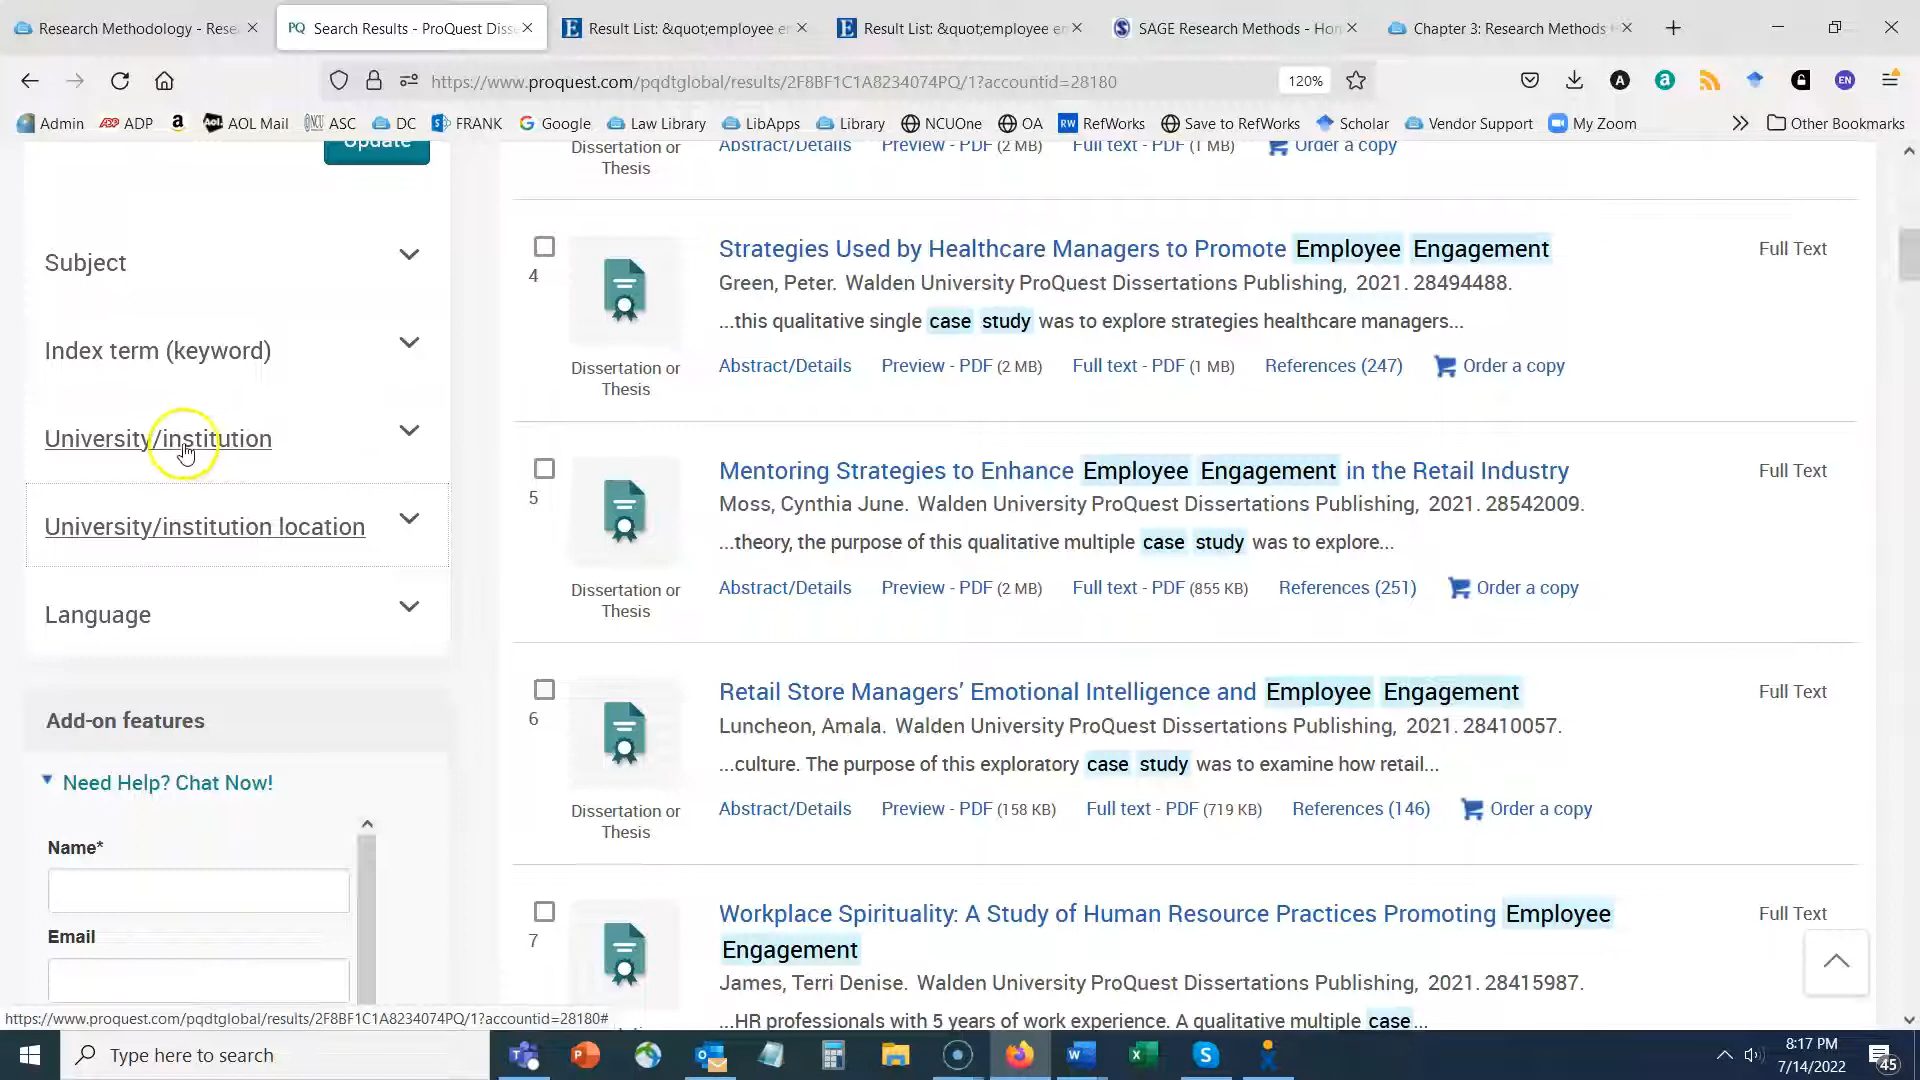 Research Methodology - Rese
PQ Search Results - ProQuest Disse
Result List: &quot;employee en
Result List: &quot;employee en
SAGE Research Methods - Hom
Chapter 3: Research Methods
https://www.proquest.com/pqdtglobal/results/2F8BF1C1A8234074PQ/1?accountid=28180
120%
Admin
ADP
AOL Mail
ASC
DC
FRANK
Google
Law Library
LibApps
Library
NCUOne
OA
RefWorks
Save to RefWorks
Scholar
Vendor Support
My Zoom
Other Bookmarks
Update
Subject
Index term (keyword)
University/institution
University/institution location
Language
Add-on features
Need Help? Chat Now!
Name*
Email
Dissertation or
Thesis
Abstract/Details Preview - PDF (2 MB) Full text - PDF (1 MB) Order a copy
4
Dissertation or
Thesis
Strategies Used by Healthcare Managers to Promote Employee Engagement
Full Text
Green, Peter. Walden University ProQuest Dissertations Publishing, 2021. 28494488.
...this qualitative single case study was to explore strategies healthcare managers...
Abstract/Details Preview - PDF (2 MB) Full text - PDF (1 MB) References (247) Order a copy
5
Dissertation or
Thesis
Mentoring Strategies to Enhance Employee Engagement in the Retail Industry
Full Text
Moss, Cynthia June. Walden University ProQuest Dissertations Publishing, 2021. 28542009.
...theory, the purpose of this qualitative multiple case study was to explore...
Abstract/Details Preview - PDF (2 MB) Full text - PDF (855 KB) References (251) Order a copy
6
Dissertation or
Thesis
Retail Store Managers’ Emotional Intelligence and Employee Engagement
Full Text
Luncheon, Amala. Walden University ProQuest Dissertations Publishing, 2021. 28410057.
...culture. The purpose of this exploratory case study was to examine how retail...
Abstract/Details Preview - PDF (158 KB) Full text - PDF (719 KB) References (146) Order a copy
7
Workplace Spirituality: A Study of Human Resource Practices Promoting Employee
Engagement
Full Text
James, Terri Denise. Walden University ProQuest Dissertations Publishing, 2021. 28415987.
...HR professionals with 5 years of work experience. A qualitative multiple case...
https://www.proquest.com/pqdtglobal/results/2F8BF1C1A8234074PQ/1?accountid=28180#
Type here to search
8:17 PM
7/14/2022
45